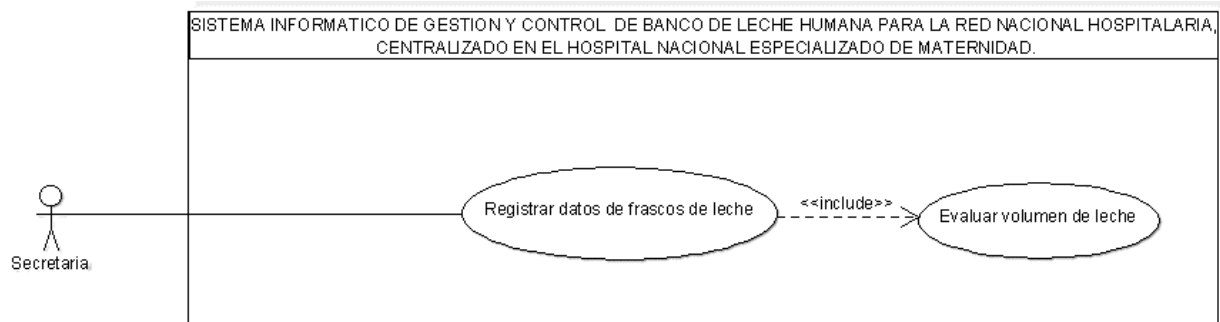 SISTEMA INFORMATICO DE GESTION Y CONTROL DE BANCO DE LECHE HUMANA PARA LA RED NACIONAL HOSPITALARIA,
CENTRALIZADO EN EL HOSPITAL NACIONAL ESPECIALIZADO DE MATERNIDAD.
Registrar datos de frascos de leche
<<include>>
Evaluar volumen de leche
Secretaria